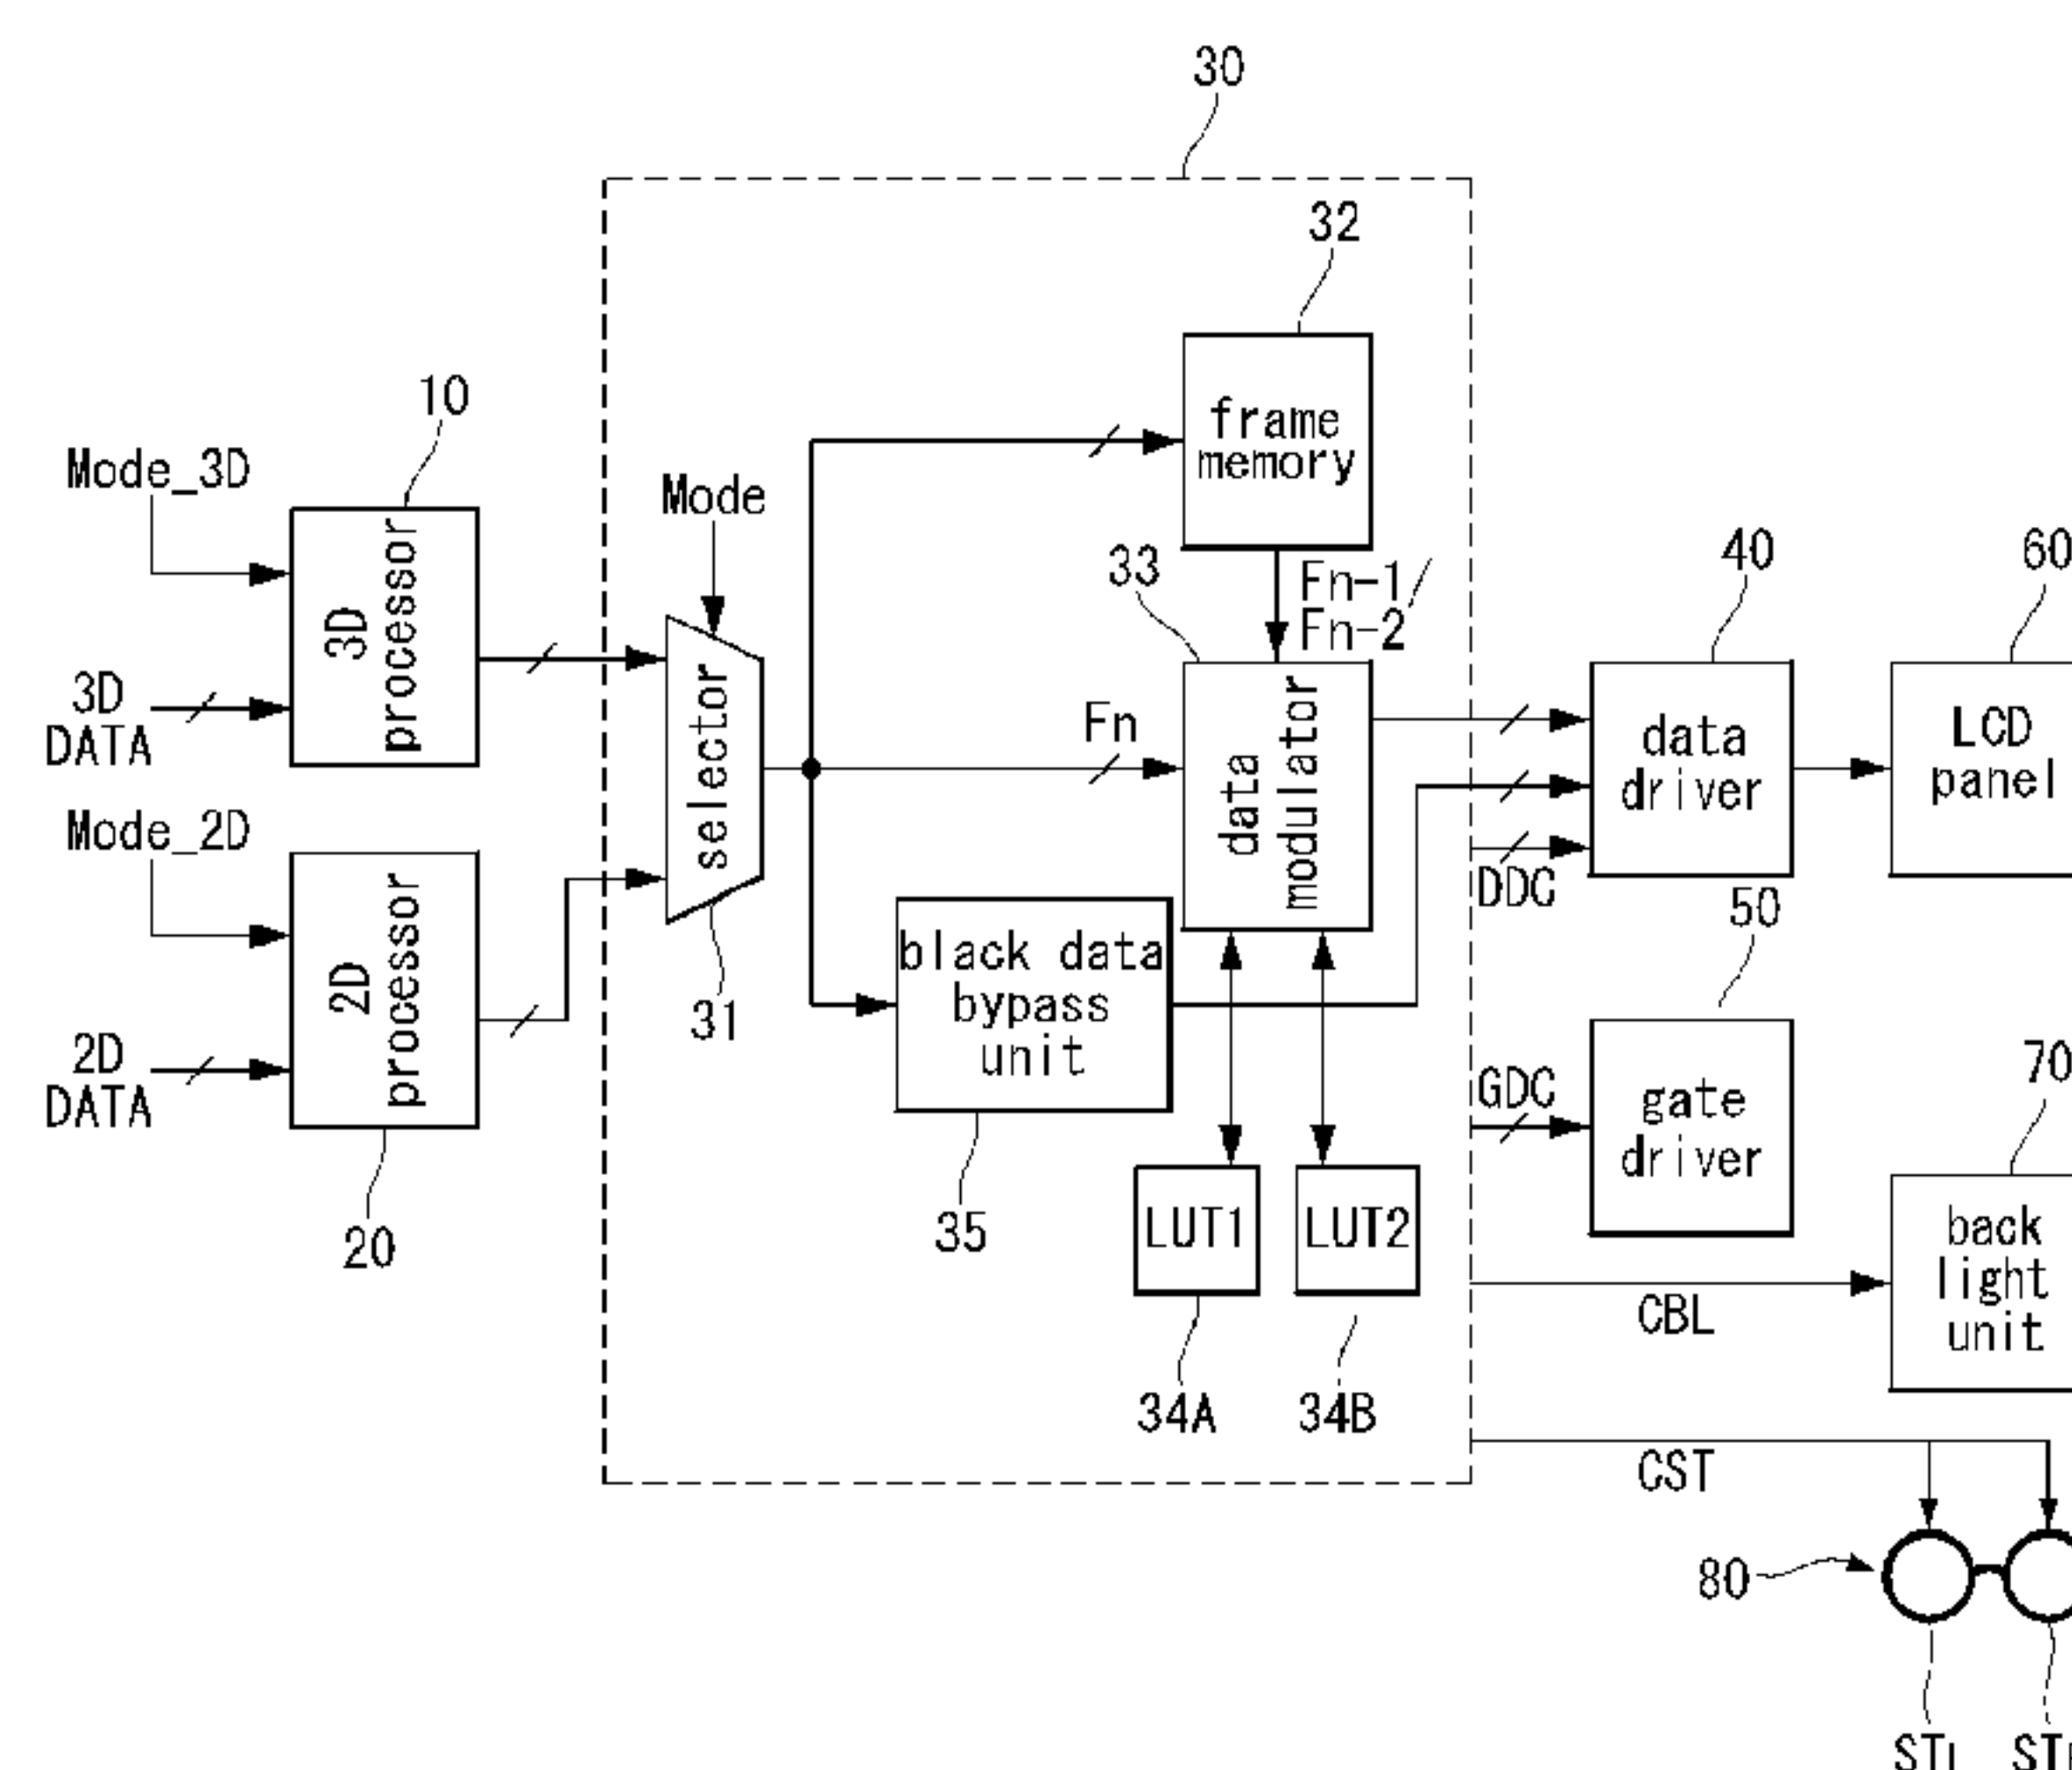 30
32
10
frame
memory
Mode_3D
Mode
3D
processor
33
Fn-1
Fn-2
40
60
3D
DATA
selector
Fn
data
modulator
data
driver
LCD
panel
Mode_2D
DDC
50
2D
processor
black data
bypass
unit
31
2D
DATA
GDC
gate
driver
70
20
35
LUT1
LUT2
back
light
unit
CBL
34A
34B
CST
80